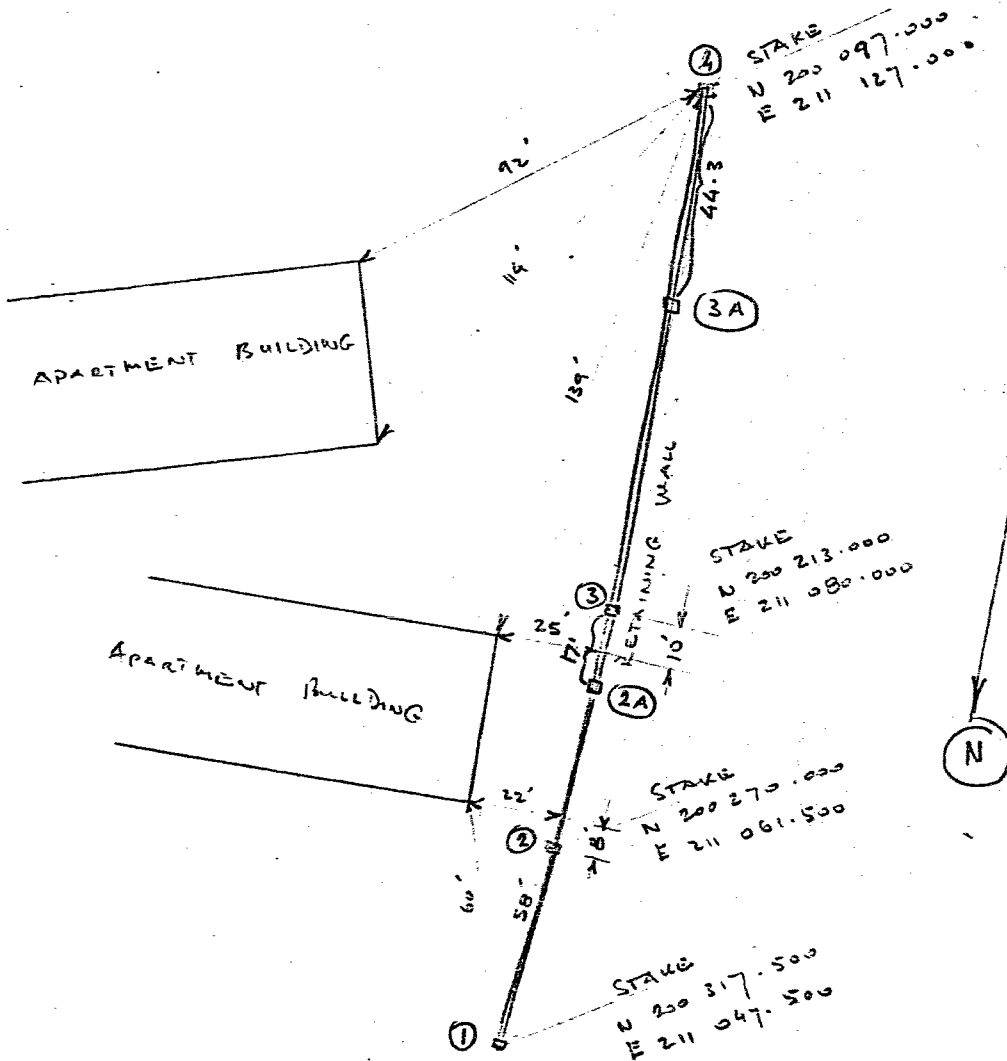 ④
STAKE
N 200 097.000
E 211 127.000
92'
44.3
114'
3A
APARTMENT BUILDING
139'
RETAINING WALL
STAKE
N 200 213.000
E 211 080.000
③
25'
17'
10'
APARTMENT BUILDING
2A
N
STAKE
N 200 270.000
E 211 061.500
22'
②
8'
60'
58'
STAKE
N 200 317.500
E 211 047.500
①